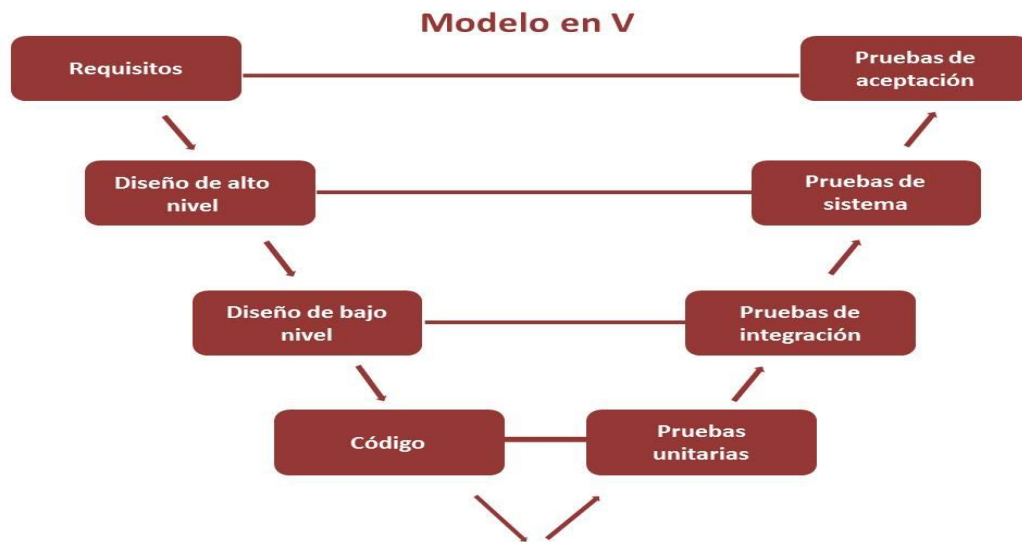 Modelo en V
Requisitos
Pruebas de
aceptación
Diseño de alto
nivel
Pruebas de
sistema
Diseño de bajo
nivel
Pruebas de
integración
Código
Pruebas
unitarias